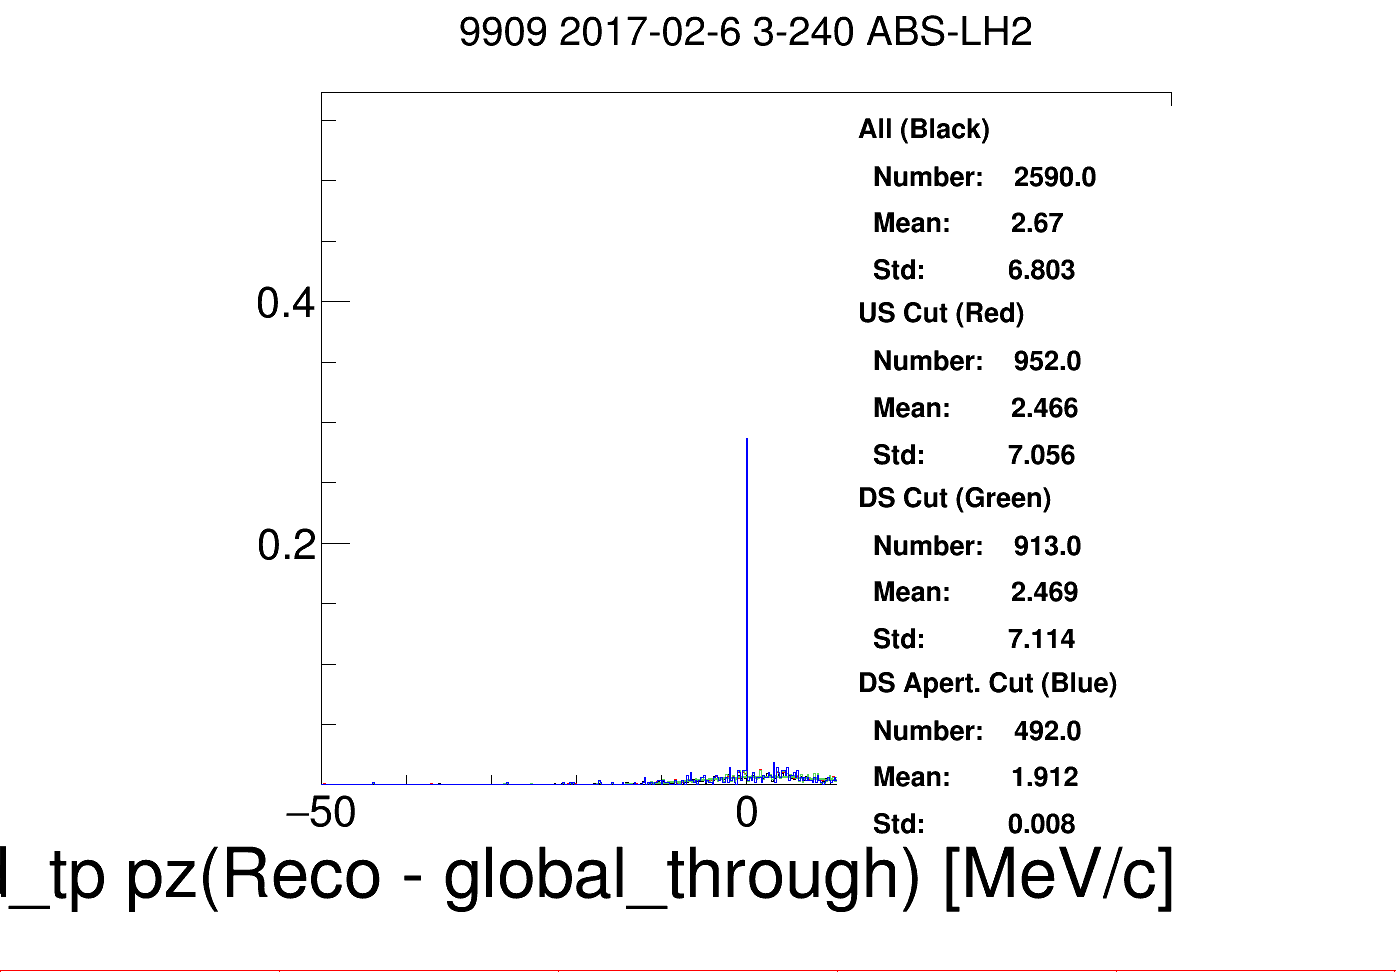 9909 2017-02-6 3-240 ABS-LH2
All (Black)
Number: 2590.0
Mean: 2.67
Std: 6.803
US Cut (Red)
Number: 952.0
Mean: 2.466
Std: 7.056
DS Cut (Green)
Number: 913.0
Mean: 2.469
Std: 7.114
DS Apert. Cut (Blue)
Number: 492.0
Mean: 1.912
Std: 0.008
0.4
0.2
−50 0
_tp pz(Reco - global_through) [MeV/c]